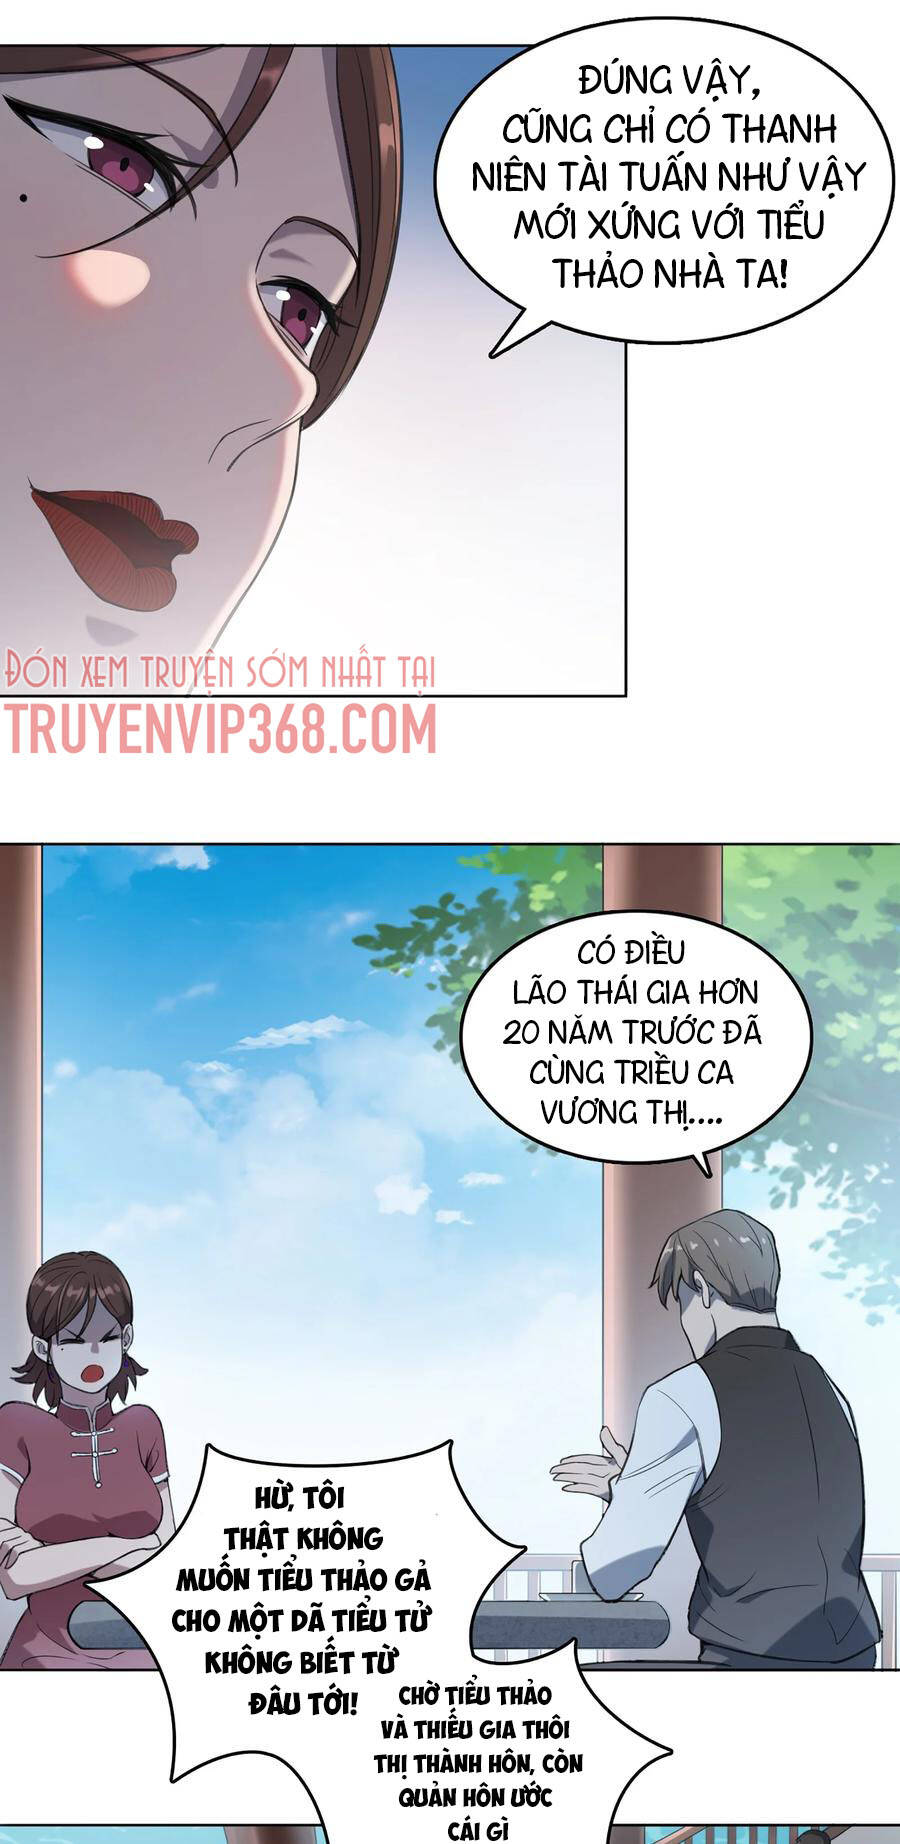 ĐÚNG VẬY,
CŨNG CHỈ CÓ THANH
NIÊN TÀI TUẤN NHƯ VẬY
MỚI XỨNG VỚI TIỂU
THẢO NHÀ TA!
ĐÓN XEM TRUYỆN SỚM NHẤT TẠI
TRUYENVIP368.COM
CÓ ĐIỀU
LÃO THÁI GIA HƠN
20 NĂM TRƯỚC ĐÃ
CÙNG TRIỀU CA
VƯƠNG THỊ....
HỪ, TÔI
THẬT KHÔNG
MUỐN TIỂU THẢO GẢ
CHO MỘT DÃ TIỂU TỬ
KHÔNG BIẾT TỪ
ĐÂU TỚI!
CHỜ TIỂU THẢO
VÀ THIẾU GIA THÔI
THỊ THÀNH HÔN, CÒN
QUẢN HÔN ƯỚC
CÁI GÌ